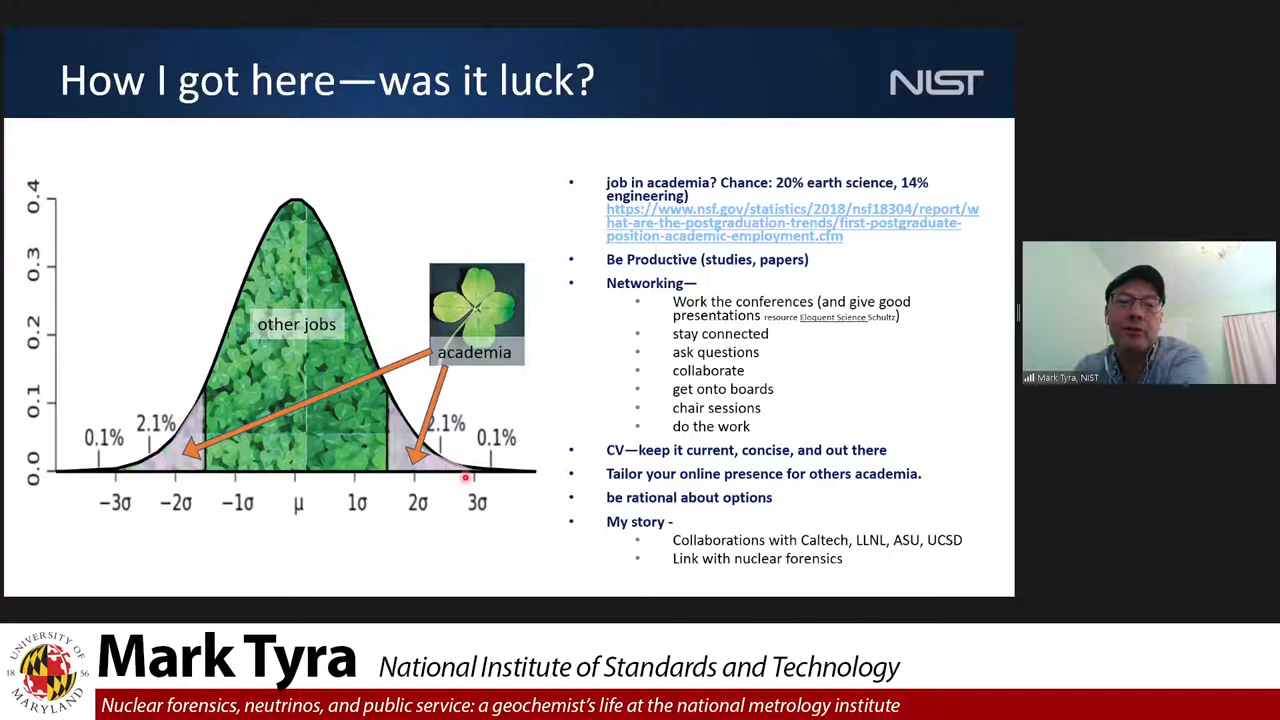 How I got here—was it luck?
NIST
0.4
0.3
0.2
0.1
0.0
other jobs
academia
0.1%
2.1%
2.1%
0.1%
−3σ
−2σ
−1σ
μ
1σ
2σ
3σ
• job in academia? Chance: 20% earth science, 14%
engineering)
https://www.nsf.gov/statistics/2018/nsf18304/report/w
hat-are-the-postgraduation-trends/first-postgraduate-
position-academic-employment.cfm
• Be Productive (studies, papers)
• Networking—
• Work the conferences (and give good
presentations resource Eloquent Science Schultz)
• stay connected
• ask questions
• collaborate
• get onto boards
• chair sessions
• do the work
• CV—keep it current, concise, and out there
• Tailor your online presence for others academia.
• be rational about options
• My story -
• Collaborations with Caltech, LLNL, ASU, UCSD
• Link with nuclear forensics
Mark Tyra, NIST
UNIVERSITY OF
18 56
MARYLAND
Mark Tyra National Institute of Standards and Technology
Nuclear forensics, neutrinos, and public service: a geochemist's life at the national metrology institute